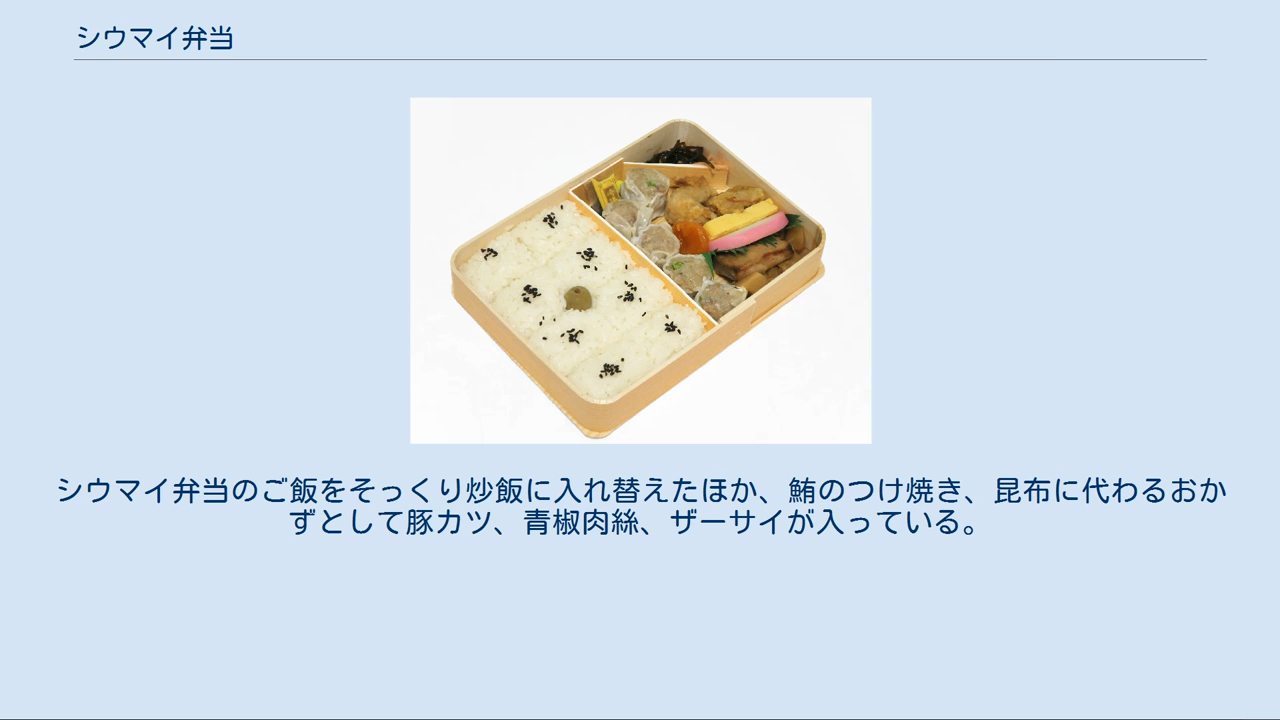 シウマイ弁当
シウマイ弁当のご飯をそっくり炒飯に入れ替えたほか、鮪のつけ焼き、昆布に代わるおか
ずとして豚カツ、青椒肉絲、ザーサイが入っている。